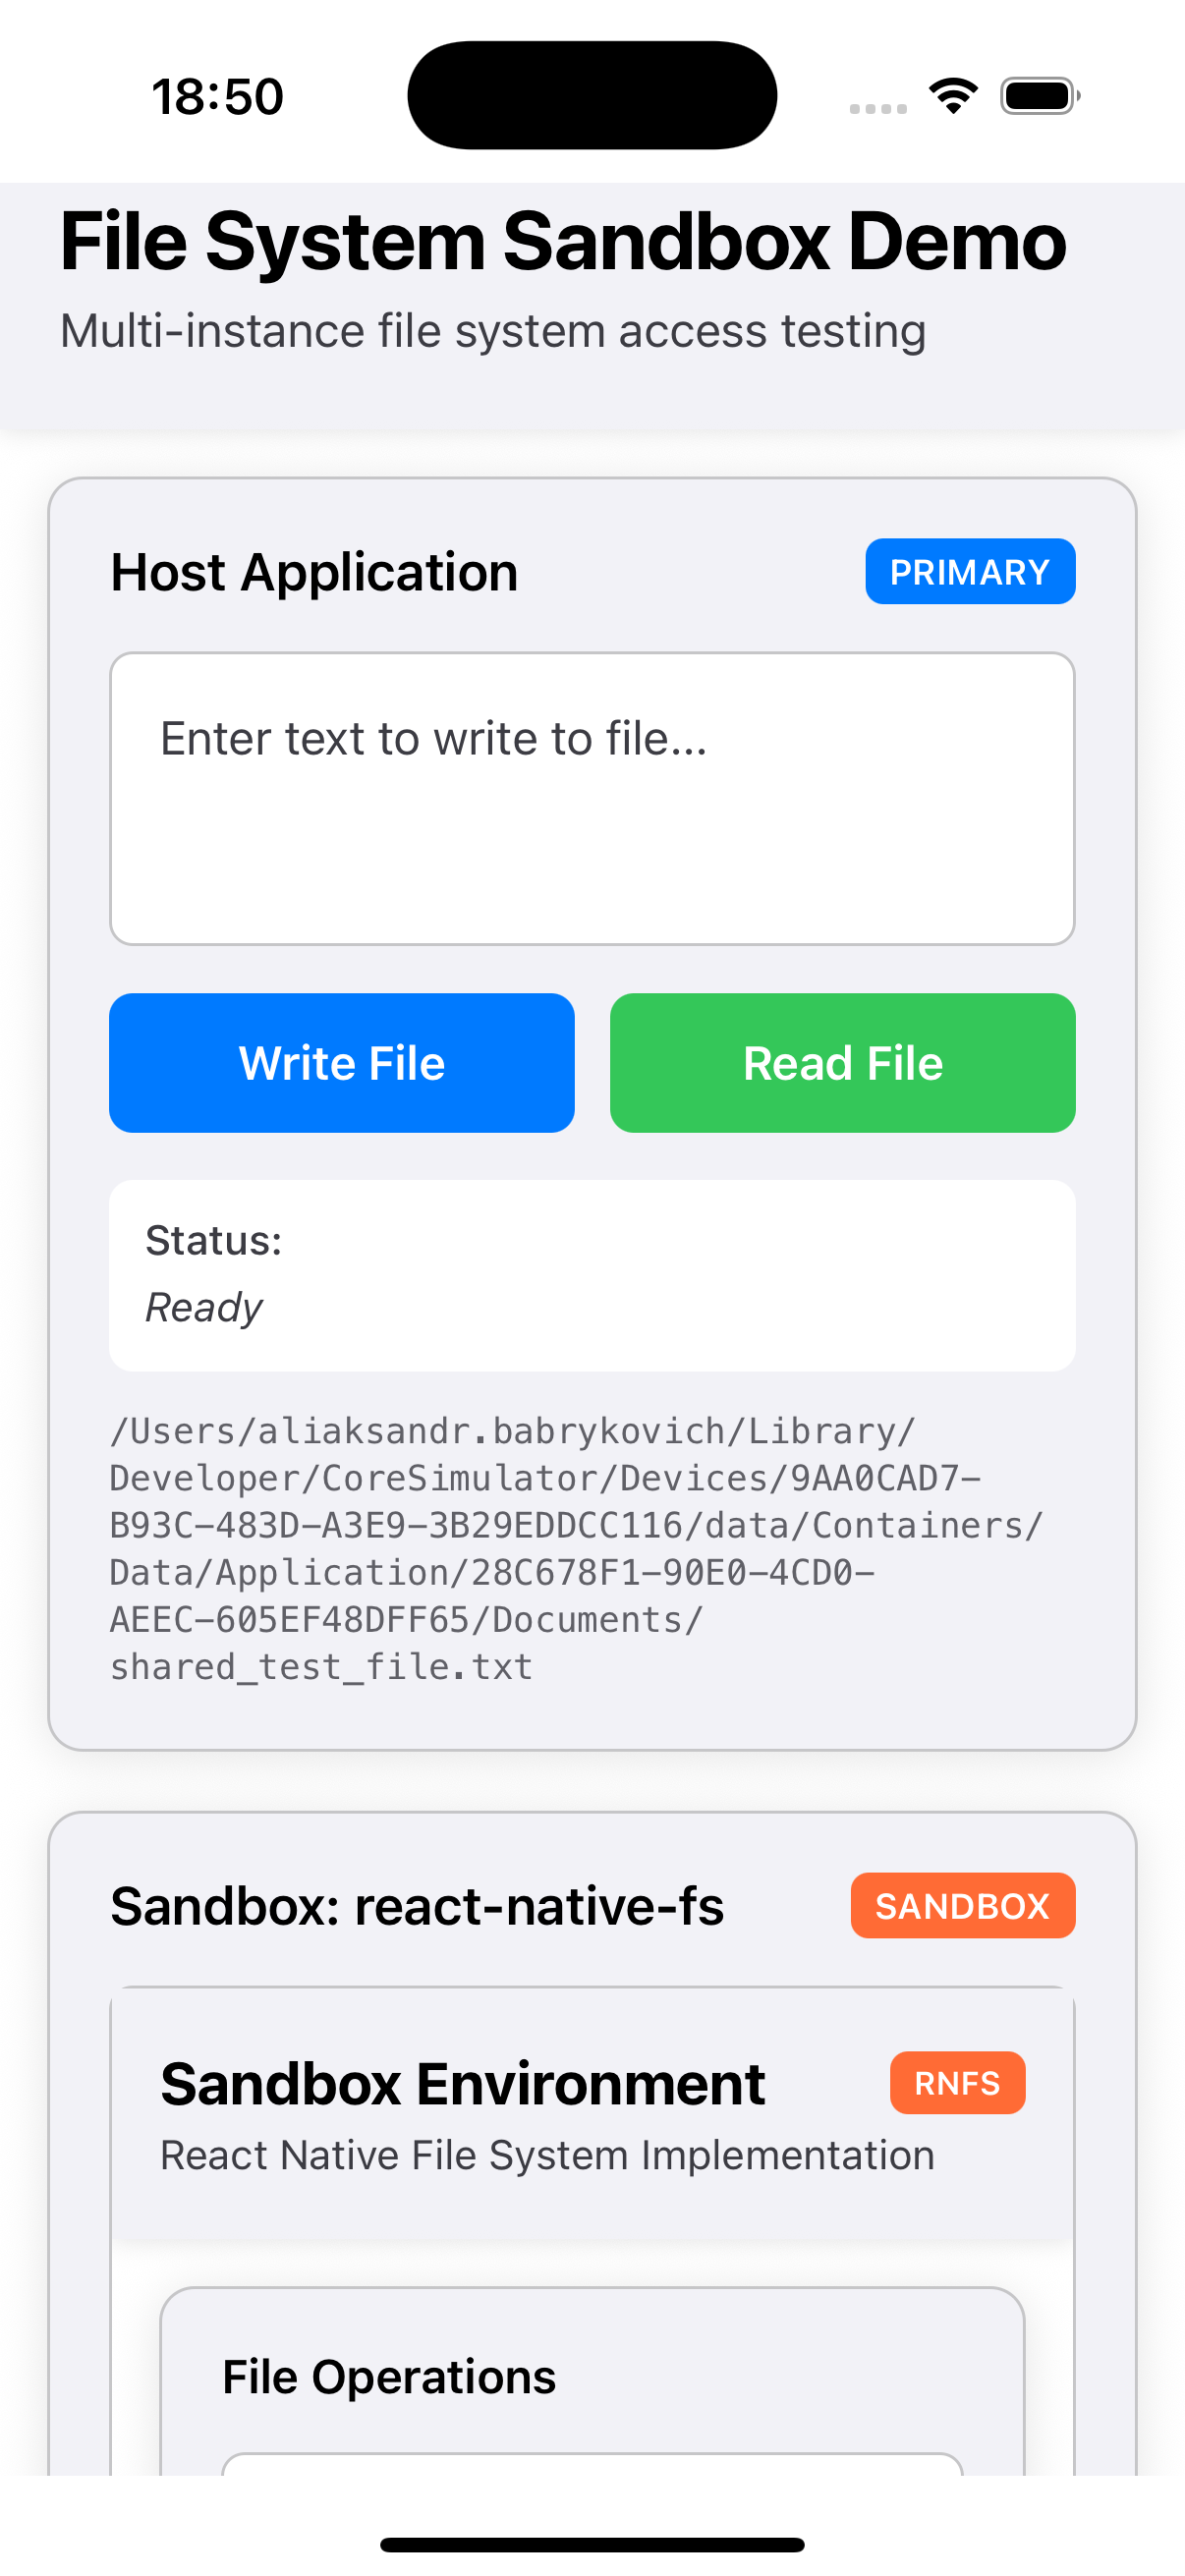 18:50
File System Sandbox Demo
Multi-instance file system access testing
Host Application
PRIMARY
Enter text to write to file...
Write File
Read File
Status:
Ready
/Users/aliaksandr.babrykovich/Library/
Developer/CoreSimulator/Devices/9AA0CAD7-
B93C-483D-A3E9-3B29EDDCC116/data/Containers/
Data/Application/28C678F1-90E0-4CD0-
AEEC-605EF48DFF65/Documents/
shared_test_file.txt
Sandbox: react-native-fs
SANDBOX
Sandbox Environment
RNFS
React Native File System Implementation
File Operations